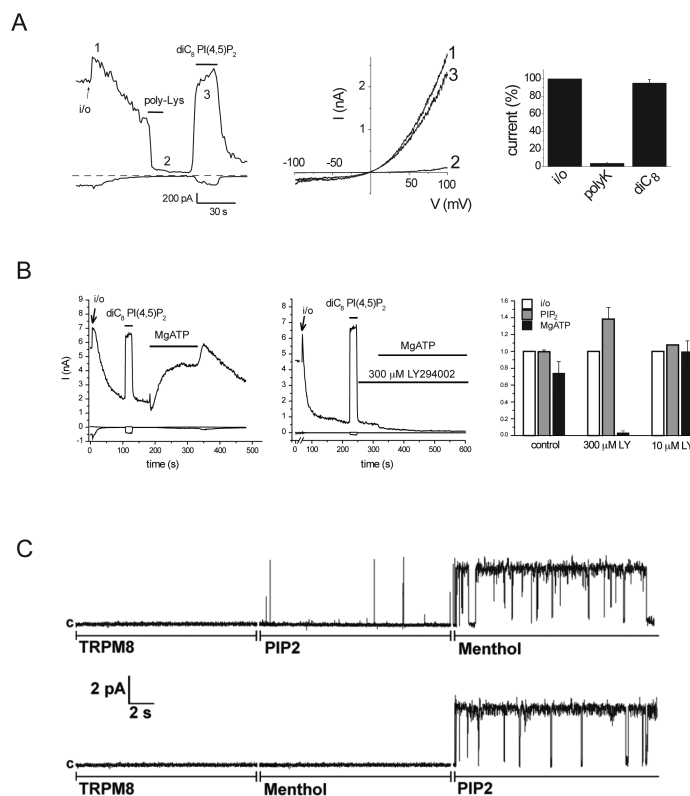 A
diC8 PI(4,5)P2
1
poly-Lys
3
i/o
2
200 pA
30 s
I (nA)
2
1
-100 -50
50 100
V (mV)
1
3
2
current (%)
100
80
60
40
20
0
i/o
polyK
diC8
B
i/o
diC8 PI(4,5)P2
MgATP
I (nA)
8
7
6
5
4
3
2
1
0
-1
0 100 200 300 400 500
time (s)
i/o
diC8 PI(4,5)P2
MgATP
300 µM LY294002
7
6
5
4
3
2
1
0
-1
0 100 200 300 400 500 600
time (s)
i/o
PIP2
MgATP
1.6
1.4
1.2
1.0
0.8
0.6
0.4
0.2
0.0
control 300 µM LY 10 µM LY
C
c
TRPM8 PIP2 Menthol
2 pA
2 s
c
TRPM8 Menthol PIP2